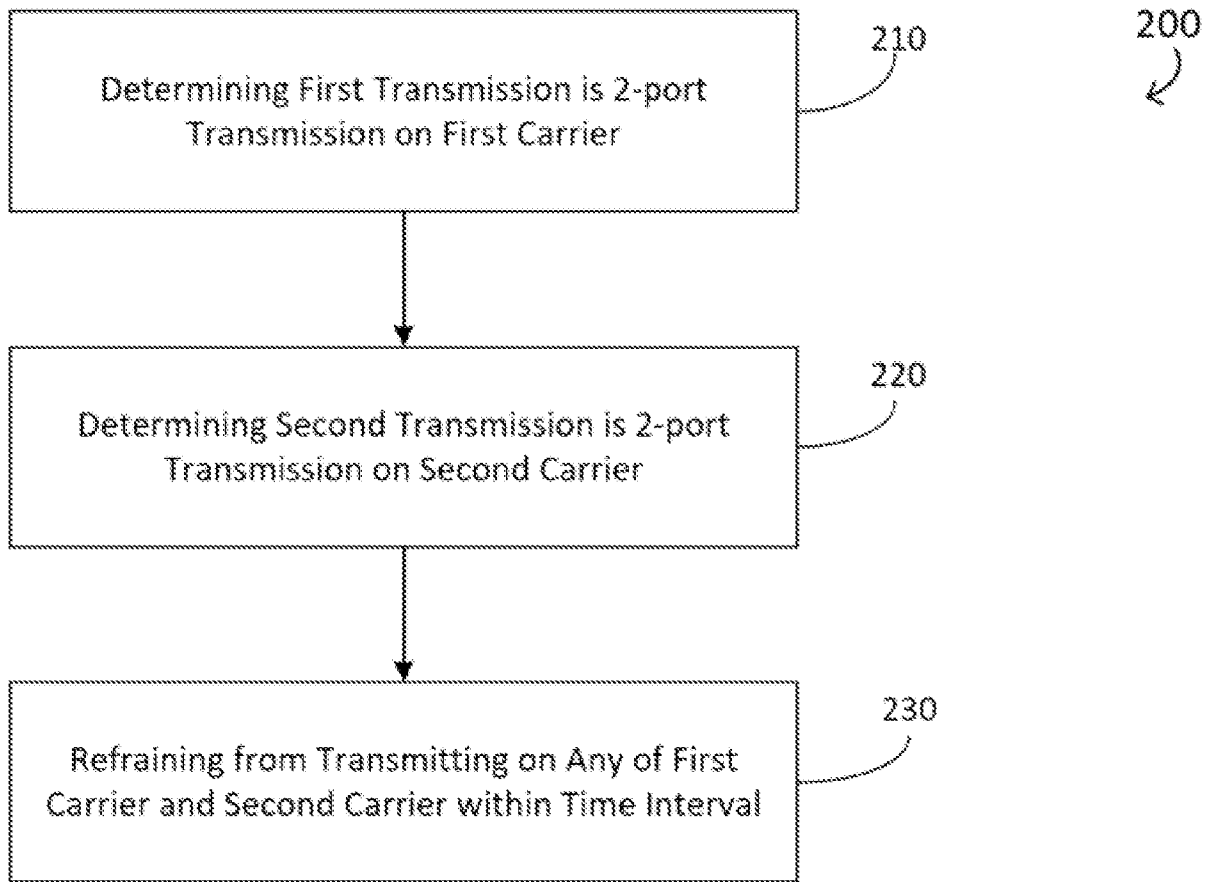 200
210
Determining First Transmission is 2-port
Transmission on First Carrier
220
Determining Second Transmission is 2-port
Transmission on Second Carrier
230
Refraining from Transmitting on Any of First
Carrier and Second Carrier within Time Interval